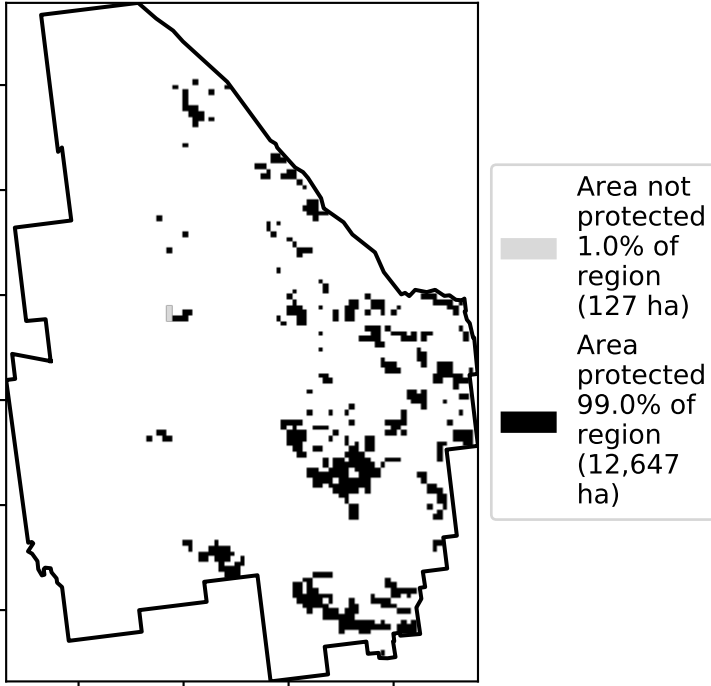 Area not
protected
1.0% of
region
(127 ha)
Area
protected
99.0% of
region
(12,647
ha)